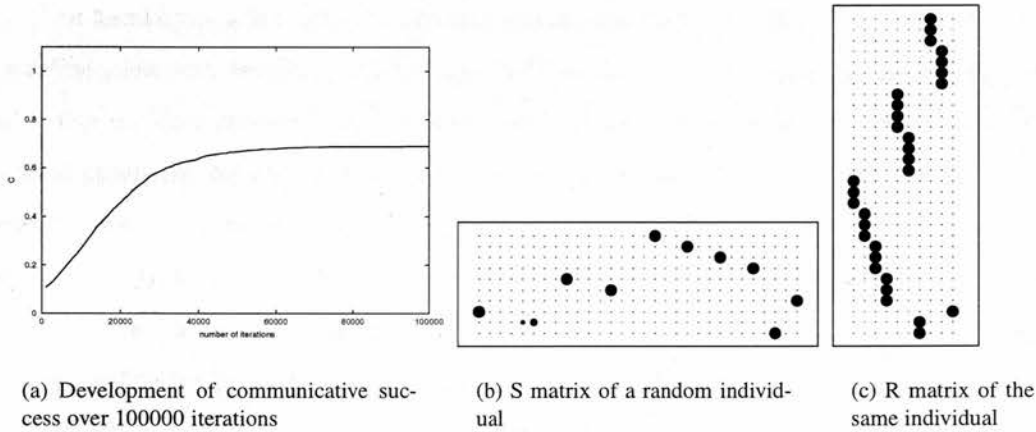 0.8
0.6
0.4
0.2
0
C
0 20000 40000 60000 80000 100000
number of iterations
(a) Development of communicative suc-
cess over 100000 iterations
(b) S matrix of a random individ-
ual
(c) R matrix of the
same individual